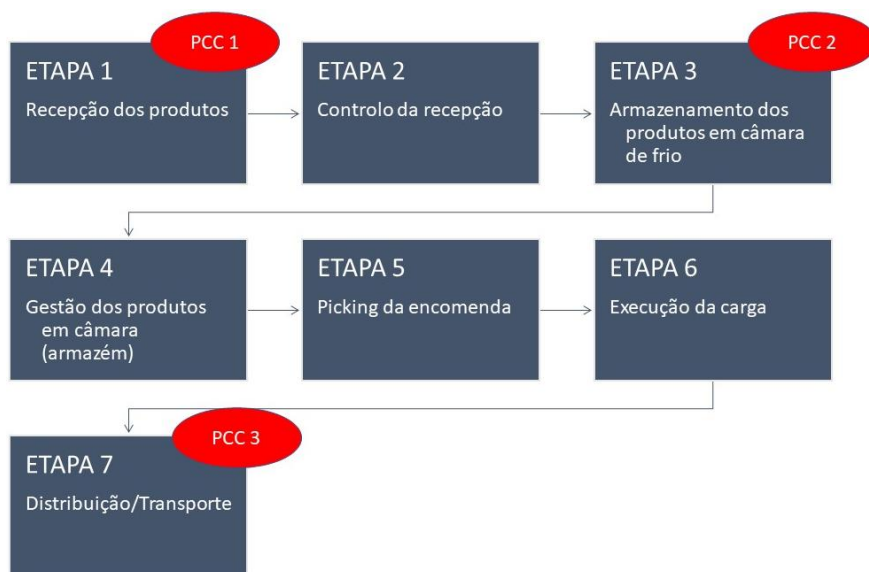 PCC 1
ETAPA 1
Recepção dos produtos
ETAPA 2
Controlo da recepção
PCC 2
ETAPA 3
Armazenamento dos
produtos em câmara
de frio
ETAPA 4
Gestão dos produtos
em câmara
(armazém)
ETAPA 5
Picking da encomenda
ETAPA 6
Execução da carga
PCC 3
ETAPA 7
Distribuição/Transporte